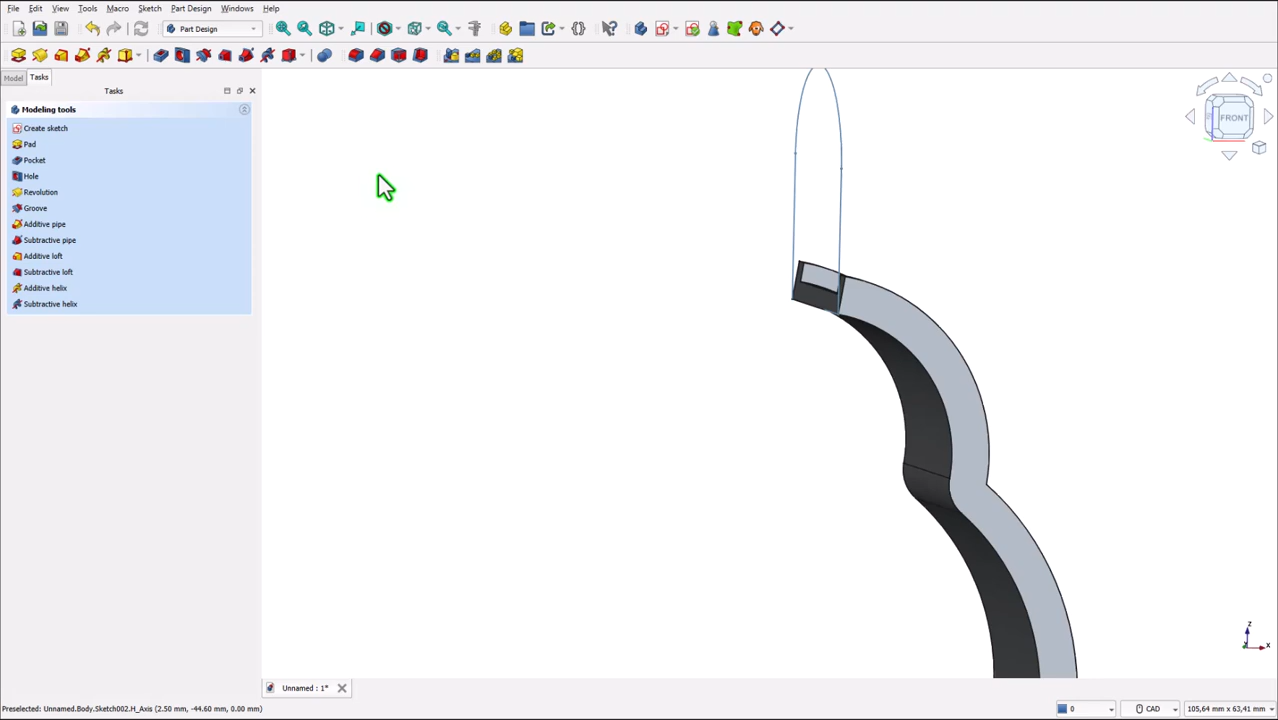 File Edit View Tools Sketch Part Design Windows Help
Part Design
Model Tasks
Tasks
Modeling tools
Create sketch
Pad
Pocket
Hole
Revolution
Groove
Additive pipe
Subtractive pipe
Additive loft
Subtractive loft
Additive helix
Subtractive helix
FRONT
z
x
Unnamed : 1*
Preselected: Unnamed.Body.Sketch002.H_Axis (2.50 mm, -44.60 mm, 0.00 mm)
0 CAD 105,64 mm x 63,41 mm